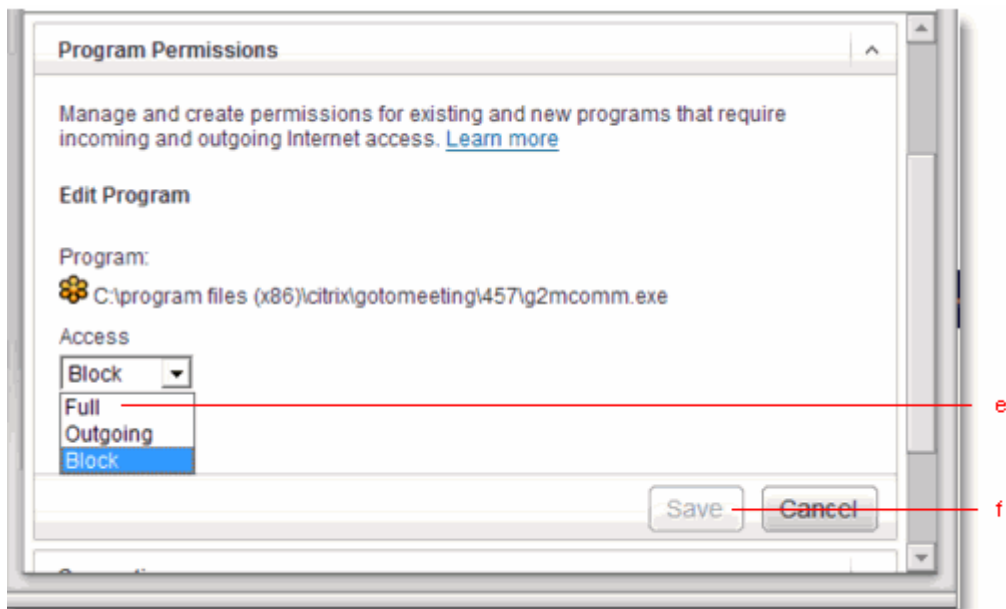 Program Permissions
Manage and create permissions for existing and new programs that require
incoming and outgoing Internet access. Learn more
Edit Program
Program:
C:\program files (x86)\citrix\gotomeeting\457\g2mcomm.exe
Access
Block
Full
e
Outgoing
Block
Save
Cancel
f